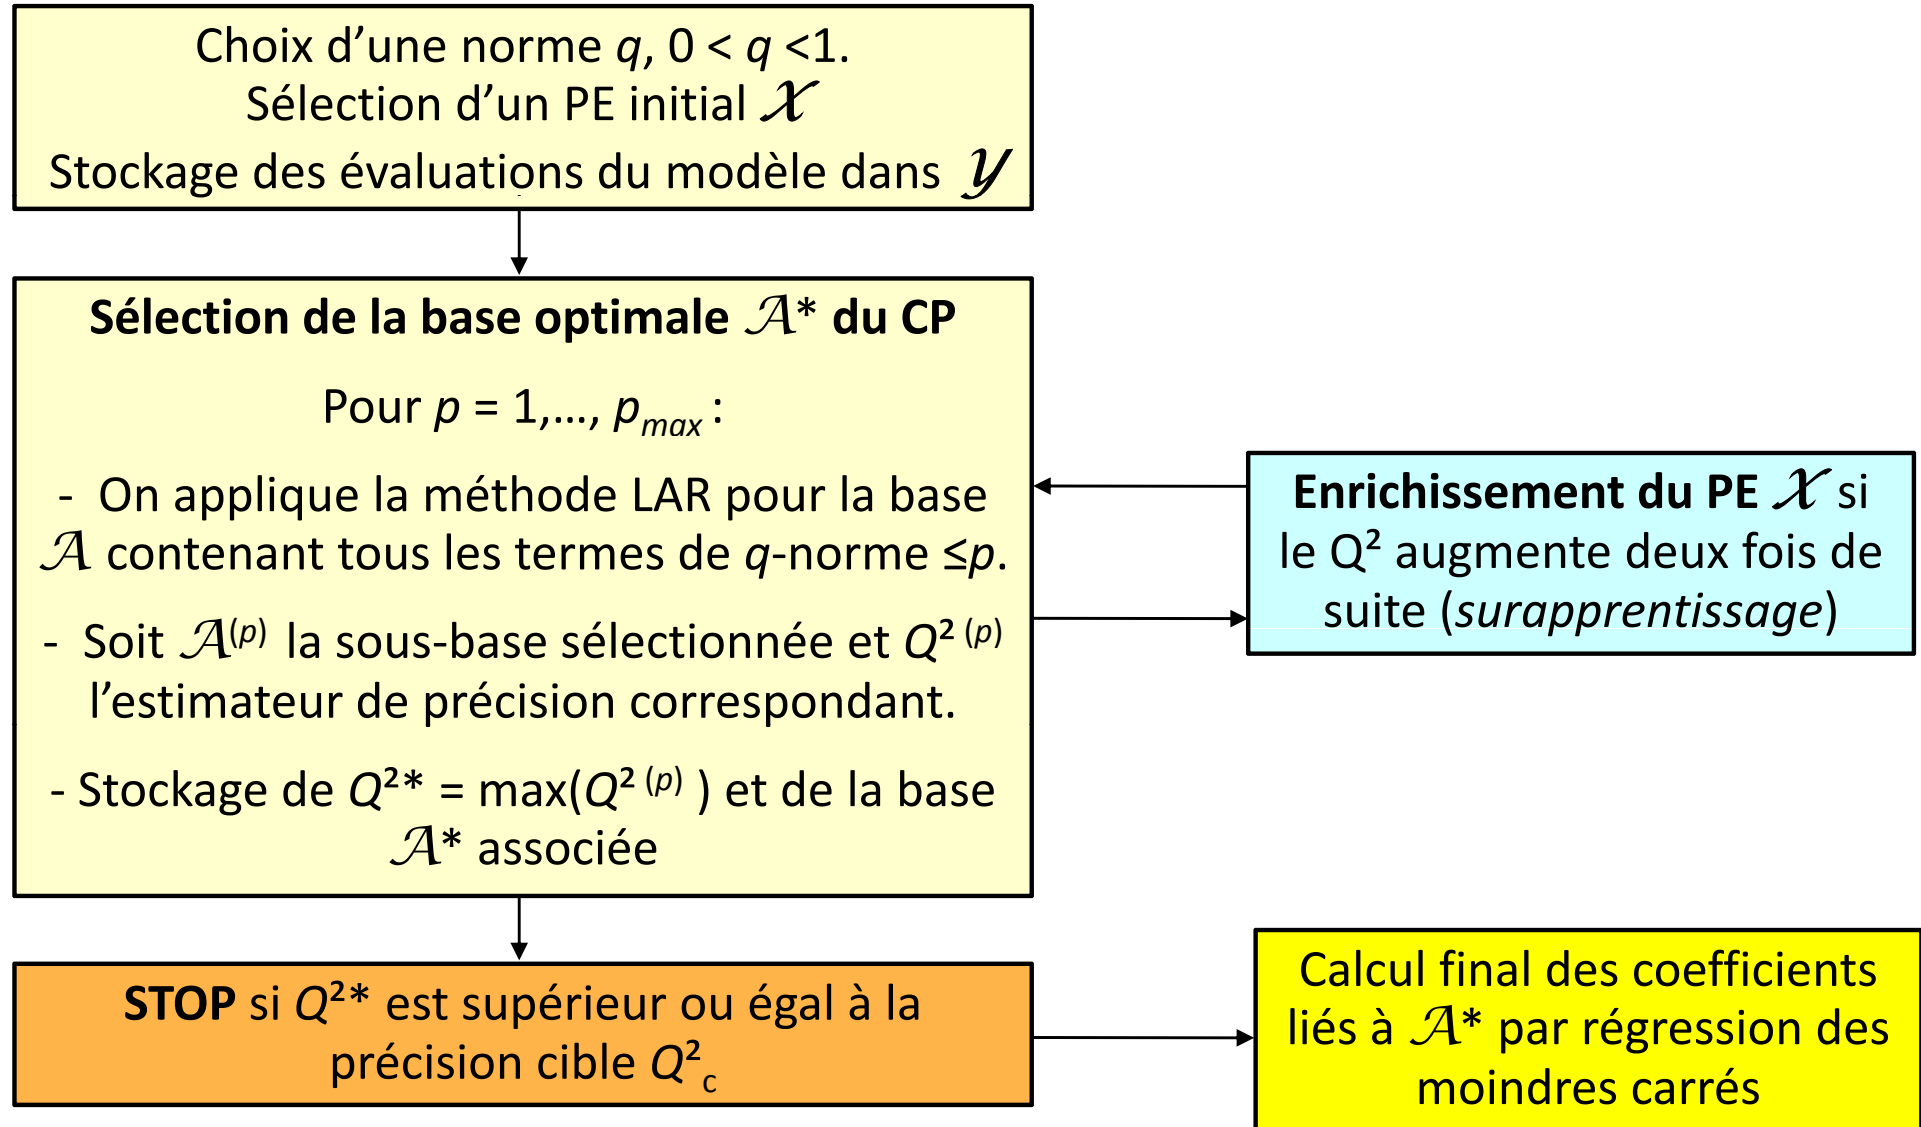 Choix d’une norme q, 0 < q <1.
Sélection d’un PE initial 𝒳
Stockage des évaluations du modèle dans 𝒴
Sélection de la base optimale 𝒜* du CP
Pour p = 1,…, pmax :
- On applique la méthode LAR pour la base
𝒜 contenant tous les termes de q-norme ≤p.
- Soit 𝒜(p) la sous-base sélectionnée et Q² (p)
l’estimateur de précision correspondant.
- Stockage de Q²* = max(Q² (p) ) et de la base
𝒜* associée
Enrichissement du PE 𝒳 si
le Q² augmente deux fois de
suite (surapprentissage)
STOP si Q²* est supérieur ou égal à la
précision cible Q²c
Calcul final des coefficients
liés à 𝒜* par régression des
moindres carrés